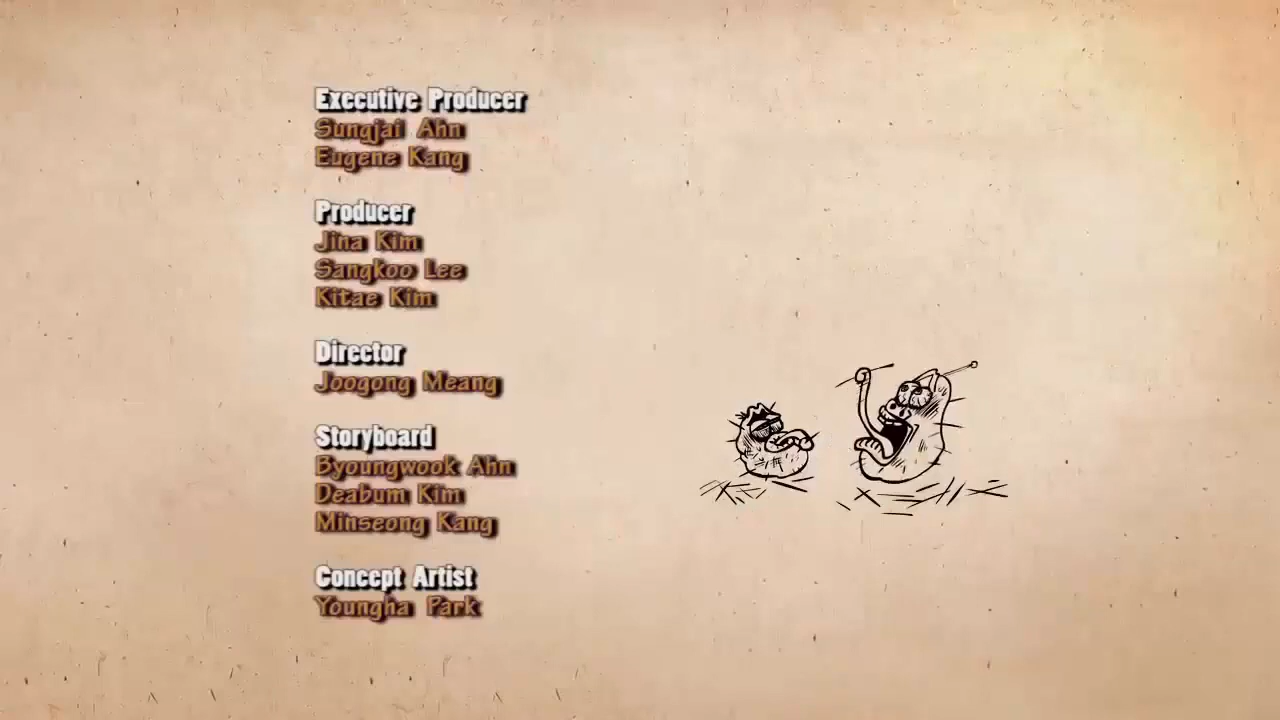 Executive Producer
Sungjai Ahn
Eugene Kang
Producer
Jina Kim
Sangkoo Lee
Kitae Kim
Director
Joogong Meang
Storyboard
Byoungwook Ahn
Deabum Kim
Minseong Kang
Concept Artist
Youngha Park